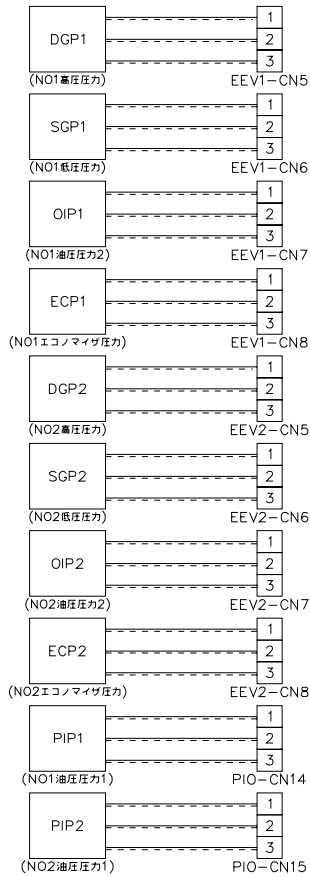 DGP1
1
2
3
(NO1高圧圧力)
EEV1-CN5
SGP1
1
2
3
(NO1低圧圧力)
EEV1-CN6
OIP1
1
2
3
(NO1油圧圧力2)
EEV1-CN7
ECP1
1
2
3
(NO1エコノマイザ圧力)
EEV1-CN8
DGP2
1
2
3
(NO2高圧圧力)
EEV2-CN5
SGP2
1
2
3
(NO2低圧圧力)
EEV2-CN6
OIP2
1
2
3
(NO2油圧圧力2)
EEV2-CN7
ECP2
1
2
3
(NO2エコノマイザ圧力)
EEV2-CN8
PIP1
1
2
3
(NO1油圧圧力1)
PIO-CN14
PIP2
1
2
3
(NO2油圧圧力1)
PIO-CN15